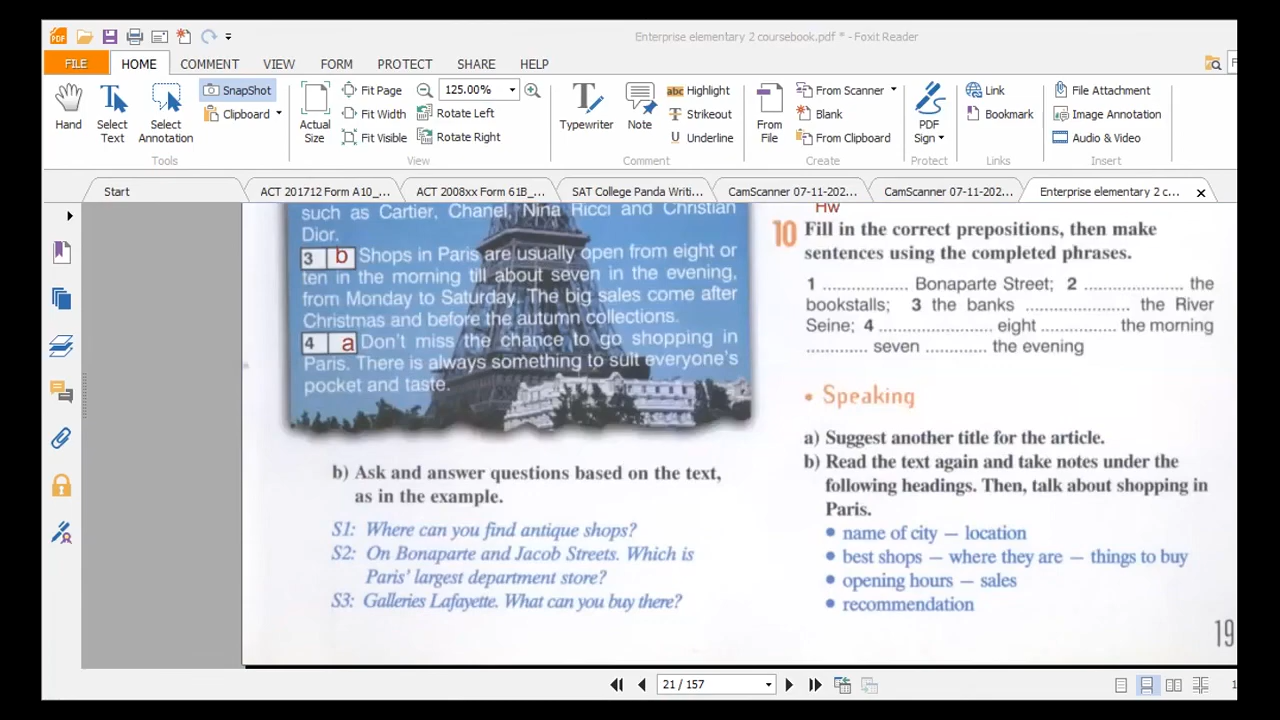 Enterprise elementary 2 coursebook.pdf * - Foxit Reader
FILE HOME COMMENT VIEW FORM PROTECT SHARE HELP
Hand
Select Text
Select Annotation
SnapShot
Clipboard
Tools
Actual Size
Fit Page
Fit Width
Fit Visible
125.00%
Rotate Left
Rotate Right
View
Typewriter
Note
Highlight
Strikeout
Underline
Comment
From File
From Scanner
Blank
From Clipboard
Create
PDF Sign
Protect
Link
Bookmark
Links
File Attachment
Image Annotation
Audio & Video
Insert
Start
ACT 201712 Form A10_...
ACT 2008xx Form 61B_...
SAT College Panda Writi...
CamScanner 07-11-202...
CamScanner 07-11-202...
Enterprise elementary 2 c...
such as Cartier, Chanel, Nina Ricci and Christian
Dior.
3 b Shops in Paris are usually open from eight or
ten in the morning till about seven in the evening,
from Monday to Saturday. The big sales come after
Christmas and before the autumn collections.
4 a Don't miss the chance to go shopping in
Paris. There is always something to suit everyone's
pocket and taste.
b) Ask and answer questions based on the text,
as in the example.
S1: Where can you find antique shops?
S2: On Bonaparte and Jacob Streets. Which is
Paris' largest department store?
S3: Galleries Lafayette. What can you buy there?
Hw
10 Fill in the correct prepositions, then make
sentences using the completed phrases.
1 ................. Bonaparte Street; 2 ................... the
bookstalls; 3 the banks .................... the River
Seine; 4 ...................... eight .............. the morning
............ seven ............ the evening
• Speaking
a) Suggest another title for the article.
b) Read the text again and take notes under the
following headings. Then, talk about shopping in
Paris.
• name of city – location
• best shops – where they are – things to buy
• opening hours – sales
• recommendation
19
21 / 157